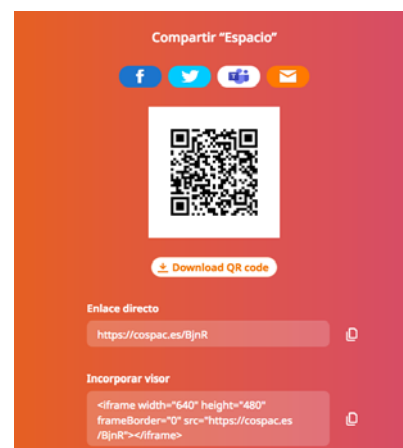 Compartir “Espacio”
Download QR code
Enlace directo
https://cospac.es/BjnR
Incorporar visor
<iframe width="640" height="480"
frameBorder="0" src="https://cospac.es
/BjnR"></iframe>